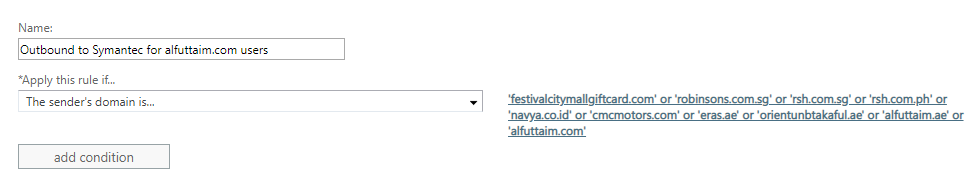 Name:
Outbound to Symantec for alfuttaim.com users
*Apply this rule if...
The sender's domain is...
'festivalcitymallgiftcard.com' or 'robinsons.com.sg' or 'rsh.com.sg' or 'rsh.com.ph' or
'navya.co.id' or 'cmcmotors.com' or 'eras.ae' or 'orientunbtakaful.ae' or 'alfuttaim.ae' or
'alfuttaim.com'
add condition